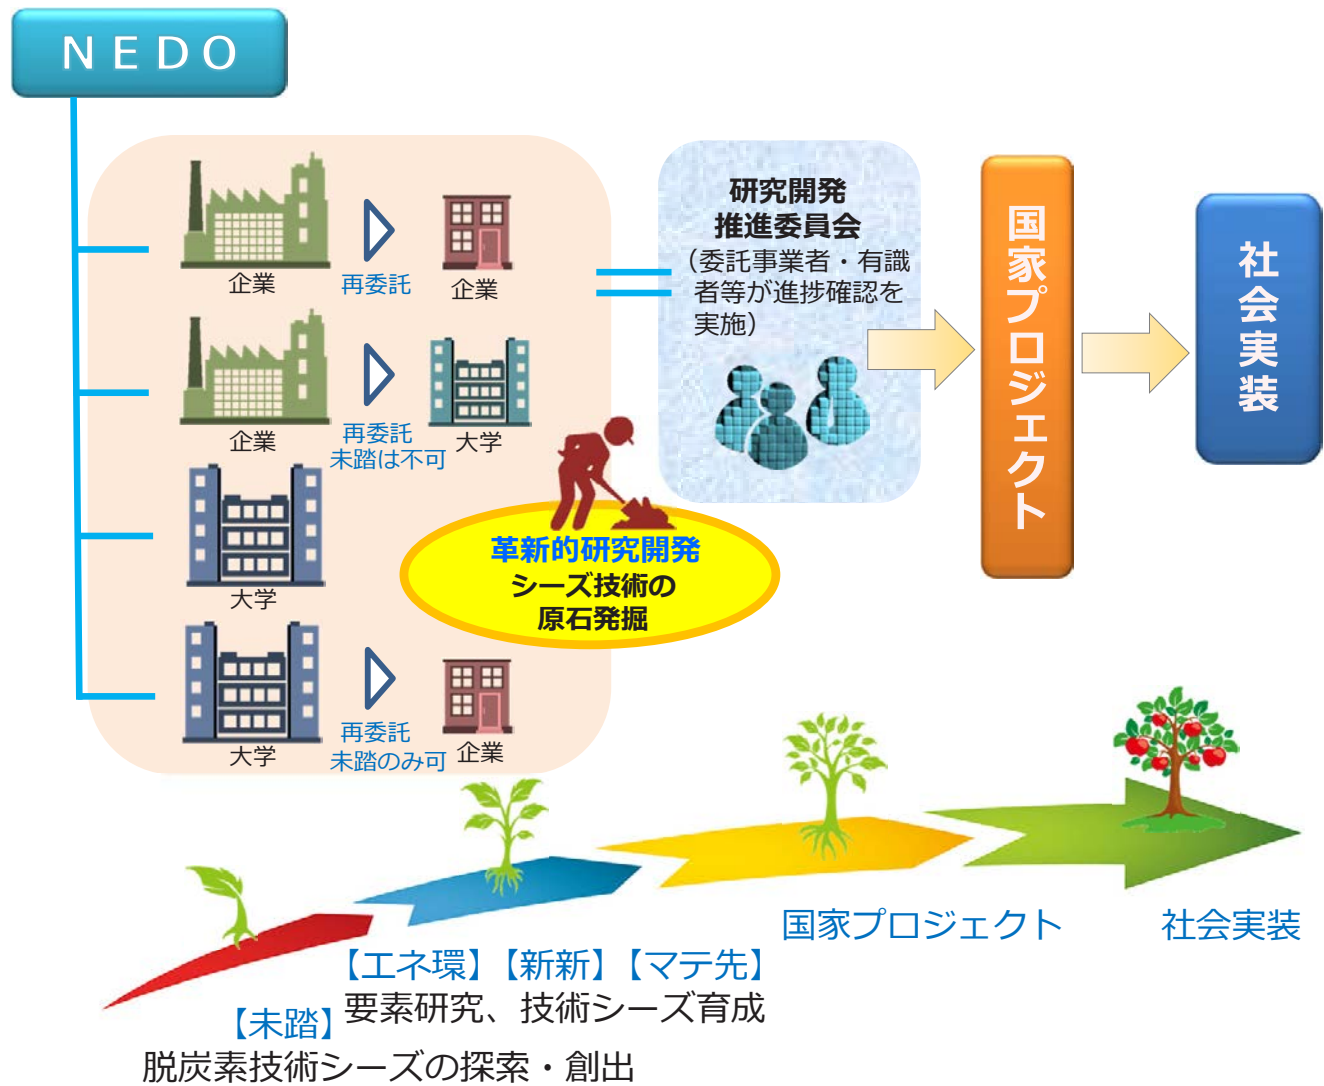 NEDO
企業
再委託
企業
企業
再委託
未踏は不可
大学
大学
大学
再委託
未踏のみ可
企業
革新的研究開発
シーズ技術の
原石発掘
研究開発
推進委員会
（委託事業者・有識
者等が進捗確認を
実施）
国家プロジェクト
社会実装
【未踏】
脱炭素技術シーズの探索・創出
【エネ環】【新新】【マテ先】
要素研究、技術シーズ育成
国家プロジェクト
社会実装